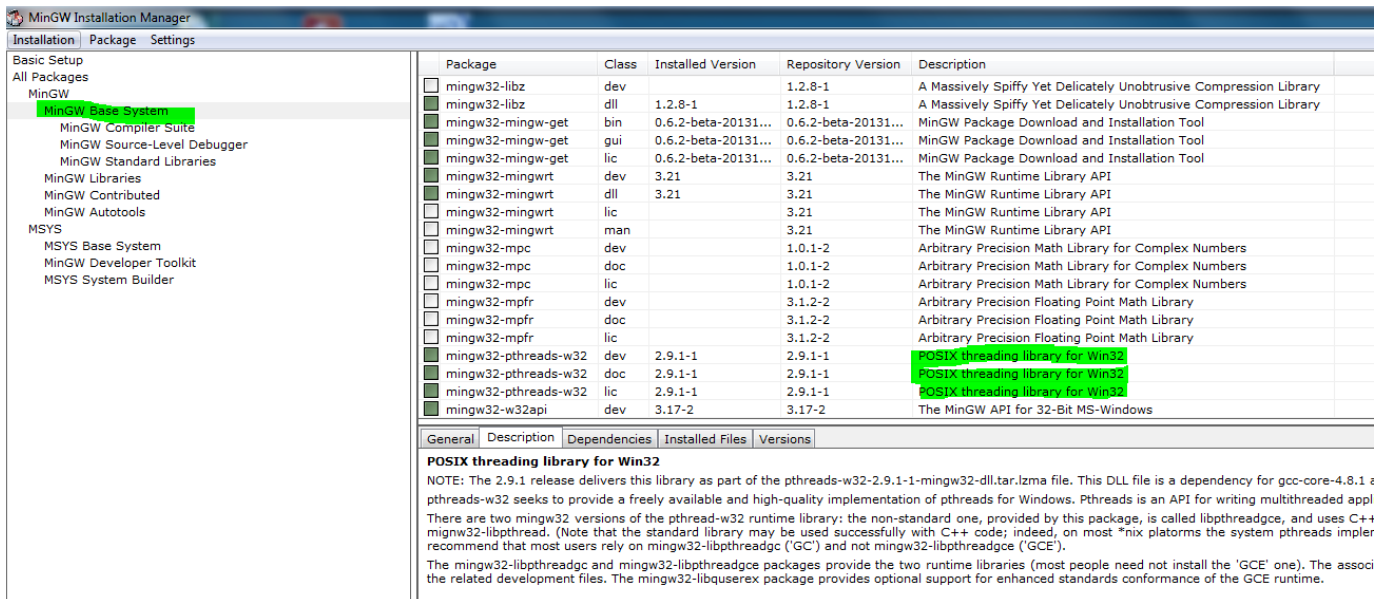 MinGW Installation Manager
Installation Package Settings
Basic Setup
All Packages
MinGW
MinGW Base System
MinGW Compiler Suite
MinGW Source-Level Debugger
MinGW Standard Libraries
MinGW Libraries
MinGW Contributed
MinGW Autotools
MSYS
MSYS Base System
MinGW Developer Toolkit
MSYS System Builder
Package Class Installed Version Repository Version Description
mingw32-libz dev 1.2.8-1 A Massively Spiffy Yet Delicately Unobtrusive Compression Library
mingw32-libz dll 1.2.8-1 1.2.8-1 A Massively Spiffy Yet Delicately Unobtrusive Compression Library
mingw32-mingw-get bin 0.6.2-beta-20131... 0.6.2-beta-20131... MinGW Package Download and Installation Tool
mingw32-mingw-get gui 0.6.2-beta-20131... 0.6.2-beta-20131... MinGW Package Download and Installation Tool
mingw32-mingw-get lic 0.6.2-beta-20131... 0.6.2-beta-20131... MinGW Package Download and Installation Tool
mingw32-mingwrt dev 3.21 3.21 The MinGW Runtime Library API
mingw32-mingwrt dll 3.21 3.21 The MinGW Runtime Library API
mingw32-mingwrt lic 3.21 The MinGW Runtime Library API
mingw32-mingwrt man 3.21 The MinGW Runtime Library API
mingw32-mpc dev 1.0.1-2 Arbitrary Precision Math Library for Complex Numbers
mingw32-mpc doc 1.0.1-2 Arbitrary Precision Math Library for Complex Numbers
mingw32-mpc lic 1.0.1-2 Arbitrary Precision Math Library for Complex Numbers
mingw32-mpfr dev 3.1.2-2 Arbitrary Precision Floating Point Math Library
mingw32-mpfr doc 3.1.2-2 Arbitrary Precision Floating Point Math Library
mingw32-mpfr lic 3.1.2-2 Arbitrary Precision Floating Point Math Library
mingw32-pthreads-w32 dev 2.9.1-1 2.9.1-1 POSIX threading library for Win32
mingw32-pthreads-w32 doc 2.9.1-1 2.9.1-1 POSIX threading library for Win32
mingw32-pthreads-w32 lic 2.9.1-1 2.9.1-1 POSIX threading library for Win32
mingw32-w32api dev 3.17-2 3.17-2 The MinGW API for 32-Bit MS-Windows
General Description Dependencies Installed Files Versions
POSIX threading library for Win32
NOTE: The 2.9.1 release delivers this library as part of the pthreads-w32-2.9.1-1-mingw32-dll.tar.lzma file. This DLL file is a dependency for gcc-core-4.8.1 a
pthreads-w32 seeks to provide a freely available and high-quality implementation of pthreads for Windows. Pthreads is an API for writing multithreaded appl
There are two mingw32 versions of the pthread-w32 runtime library: the non-standard one, provided by this package, is called libpthreadgce, and uses C++
mignw32-libpthread. (Note that the standard library may be used successfully with C++ code; indeed, on most *nix platorms the system pthreads impler
recommend that most users rely on mingw32-libpthreadgc ('GC') and not mingw32-libpthreadgce ('GCE').
The mingw32-libpthreadgc and mingw32-libpthreadgce packages provide the two runtime libraries (most people need not install the 'GCE' one). The associ
the related development files. The mingw32-libquserex package provides optional support for enhanced standards conformance of the GCE runtime.